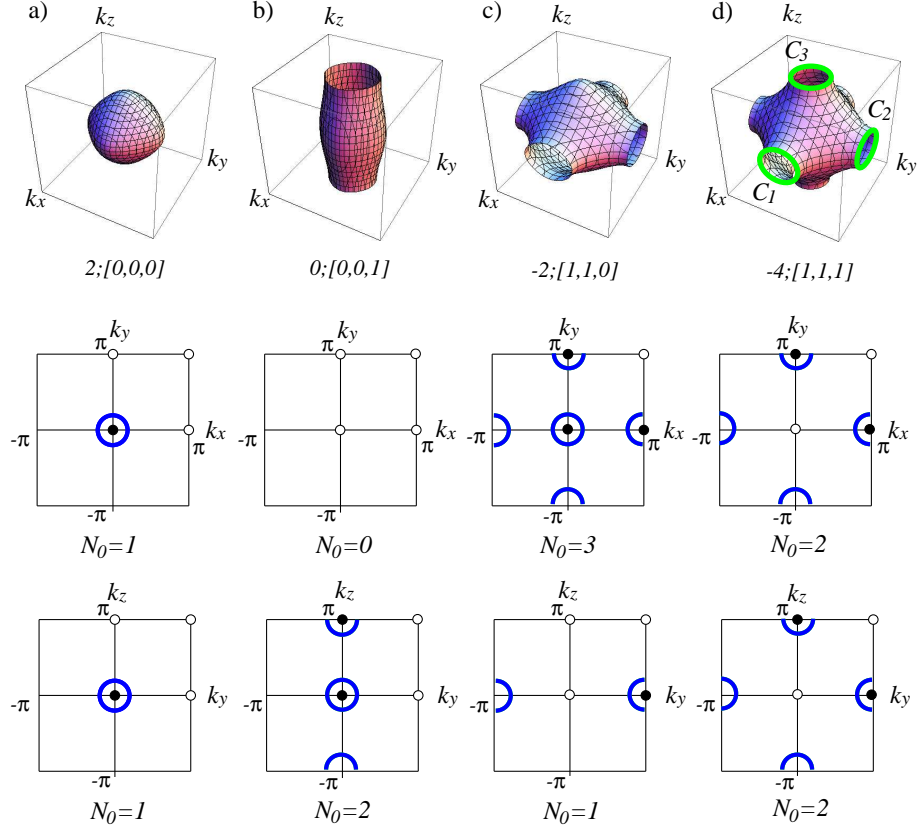 a) b) c) d)
k_z k_z k_z k_z
C_3
C_2
k_y k_y k_y k_y
k_x k_x k_x k_x
C_1
2;[0,0,0] 0;[0,0,1] -2;[1,1,0] -4;[1,1,1]
π k_y π k_y π k_y π k_y
-π k_x -π k_x -π k_x -π k_x
π π π π
-π -π -π -π
N_0=1 N_0=0 N_0=3 N_0=2
k_z k_z k_z k_z
π π π π
-π k_y -π k_y -π k_y -π k_y
-π -π -π -π
N_0=1 N_0=2 N_0=1 N_0=2